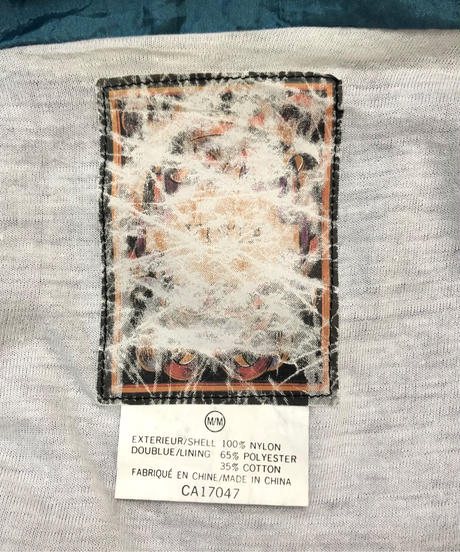 M/M
EXTERIEUR/SHELL 100% NYLON
DOUBLUE/LINING 65% POLYESTER
35% COTTON
FABRIQUÉ EN CHINE/MADE IN CHINA
CA17047